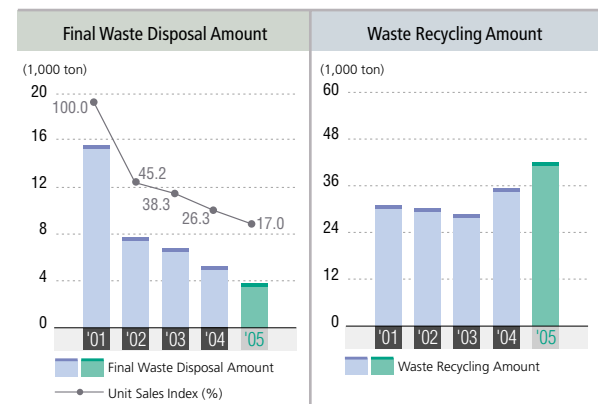 Final Waste Disposal Amount
(1,000 ton)
20
16
12
8
4
0
100.0
45.2
38.3
26.3
17.0
'01 '02 '03 '04 '05
Final Waste Disposal Amount
Unit Sales Index (%)
Waste Recycling Amount
(1,000 ton)
60
48
36
24
12
0
'01 '02 '03 '04 '05
Waste Recycling Amount